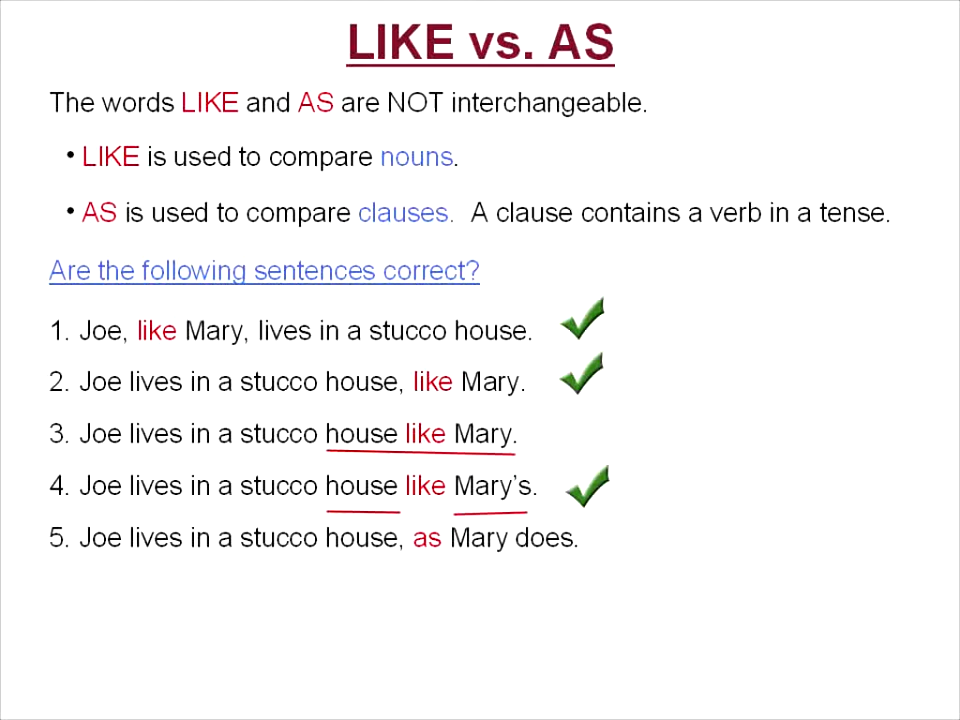 LIKE vs. AS
The words LIKE and AS are NOT interchangeable.
• LIKE is used to compare nouns.
• AS is used to compare clauses. A clause contains a verb in a tense.
Are the following sentences correct?
1. Joe, like Mary, lives in a stucco house.
2. Joe lives in a stucco house, like Mary.
3. Joe lives in a stucco house like Mary.
4. Joe lives in a stucco house like Mary’s.
5. Joe lives in a stucco house, as Mary does.